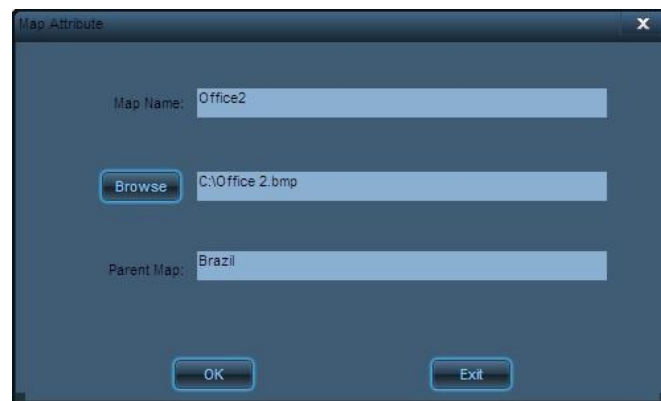 Map Attribute
X
Map Name: Office2
Browse C:\Office 2.bmp
Parent Map: Brazil
OK Exit